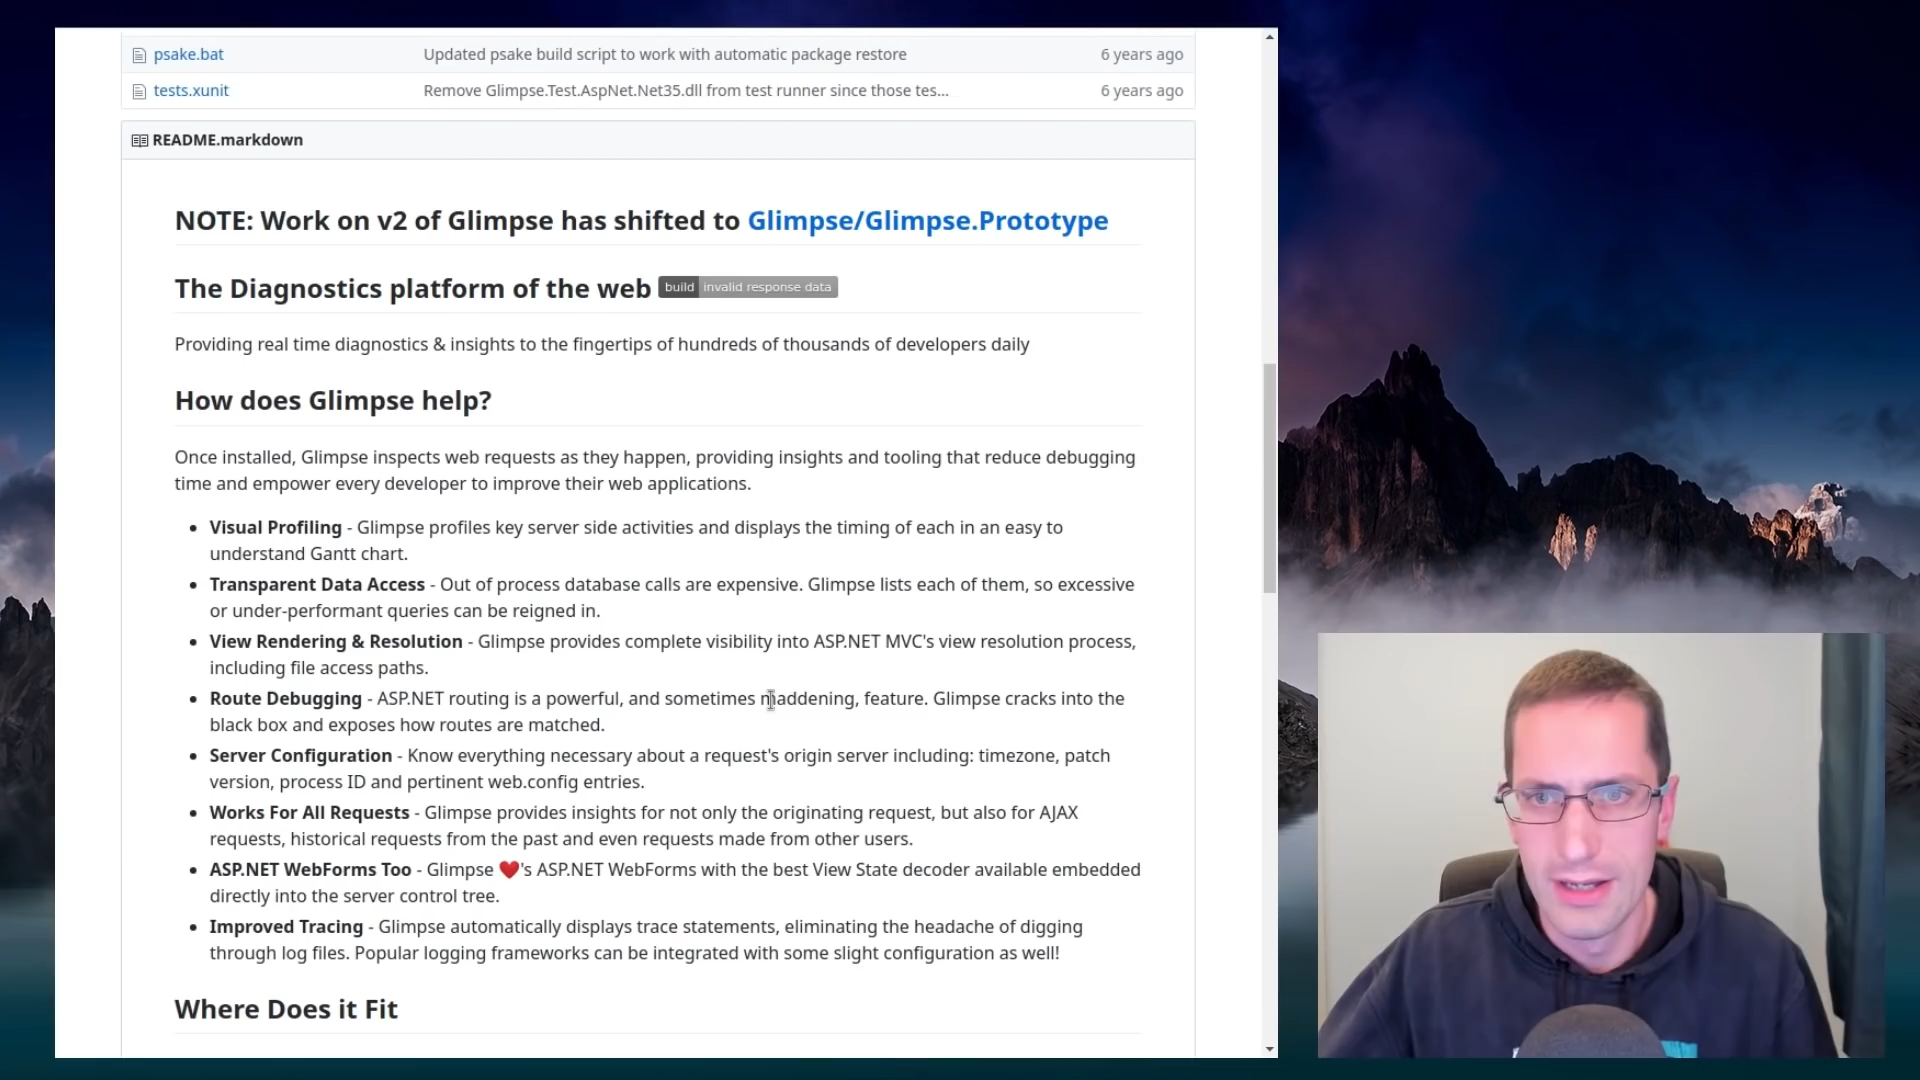 psake.bat Updated psake build script to work with automatic package restore 6 years ago
tests.xunit Remove Glimpse.Test.AspNet.Net35.dll from test runner since those tes... 6 years ago
README.markdown
NOTE: Work on v2 of Glimpse has shifted to Glimpse/Glimpse.Prototype
The Diagnostics platform of the web build invalid response data
Providing real time diagnostics & insights to the fingertips of hundreds of thousands of developers daily
How does Glimpse help?
Once installed, Glimpse inspects web requests as they happen, providing insights and tooling that reduce debugging
time and empower every developer to improve their web applications.
• Visual Profiling - Glimpse profiles key server side activities and displays the timing of each in an easy to
understand Gantt chart.
• Transparent Data Access - Out of process database calls are expensive. Glimpse lists each of them, so excessive
or under-performant queries can be reigned in.
• View Rendering & Resolution - Glimpse provides complete visibility into ASP.NET MVC's view resolution process,
including file access paths.
• Route Debugging - ASP.NET routing is a powerful, and sometimes maddening, feature. Glimpse cracks into the
black box and exposes how routes are matched.
• Server Configuration - Know everything necessary about a request's origin server including: timezone, patch
version, process ID and pertinent web.config entries.
• Works For All Requests - Glimpse provides insights for not only the originating request, but also for AJAX
requests, historical requests from the past and even requests made from other users.
• ASP.NET WebForms Too - Glimpse ❤️'s ASP.NET WebForms with the best View State decoder available embedded
directly into the server control tree.
• Improved Tracing - Glimpse automatically displays trace statements, eliminating the headache of digging
through log files. Popular logging frameworks can be integrated with some slight configuration as well!
Where Does it Fit